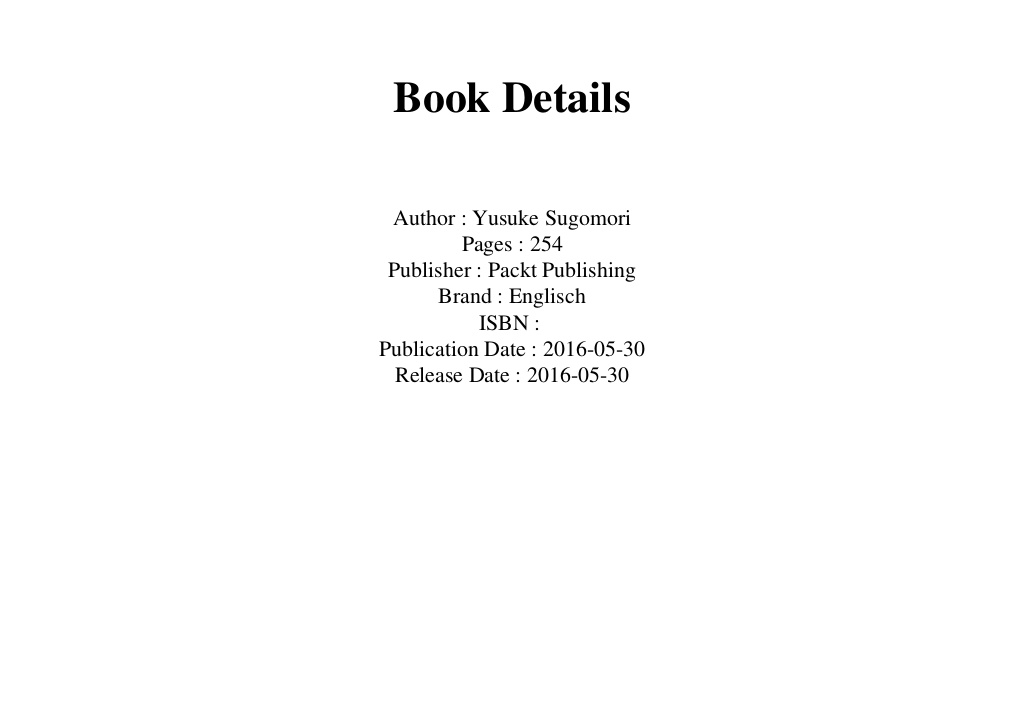 Book Details
Author : Yusuke Sugomori
Pages : 254
Publisher : Packt Publishing
Brand : Englisch
ISBN :
Publication Date : 2016-05-30
Release Date : 2016-05-30